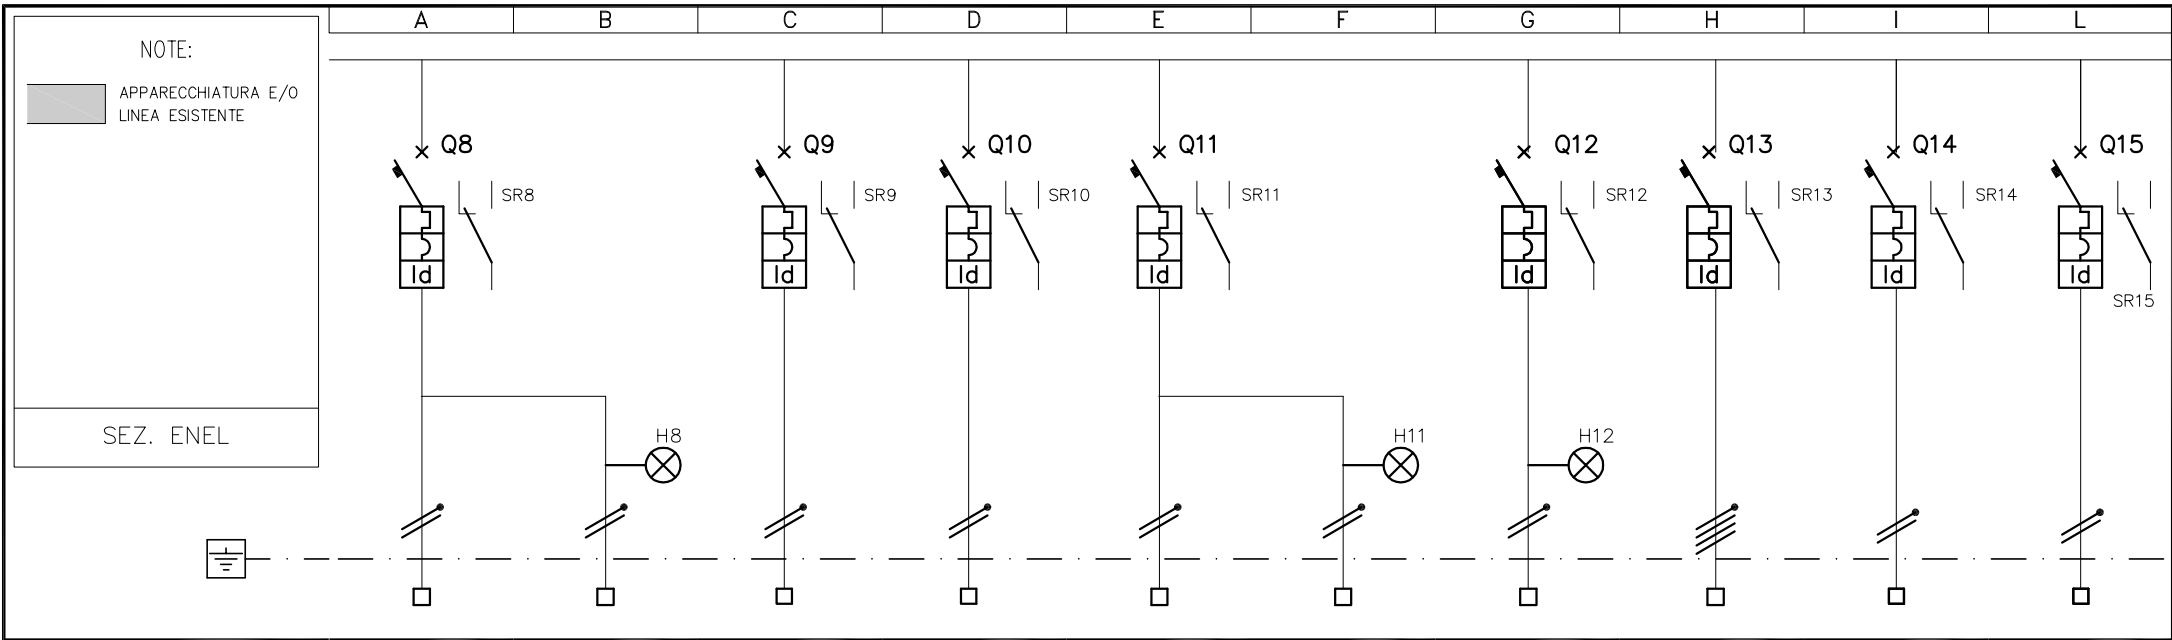 A B C D E F G H I L
NOTE:
APPARECCHIATURA E/O
LINEA ESISTENTE
Q8 Q9 Q10 Q11 Q12 Q13 Q14 Q15
SR8 SR9 SR10 SR11 SR12 SR13 SR14
Id Id Id Id Id Id Id Id
SR15
SEZ. ENEL
H8 H11 H12